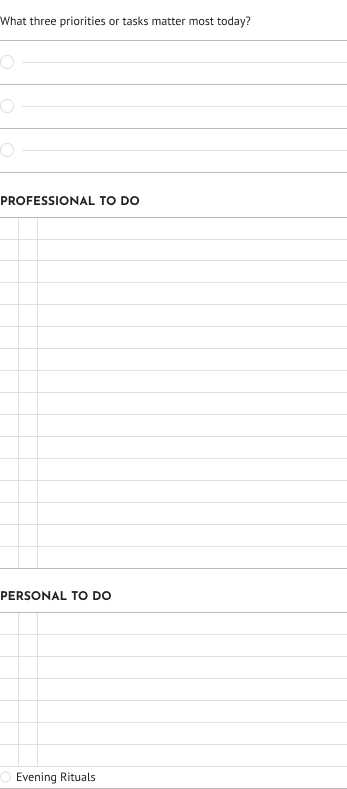 What three priorities or tasks matter most today?
PROFESSIONAL TO DO
PERSONAL TO DO
Evening Rituals